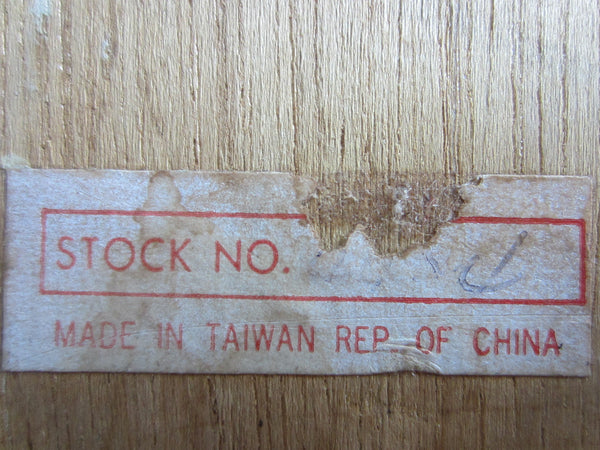 STOCK NO.
MADE IN TAIWAN REP. OF CHINA